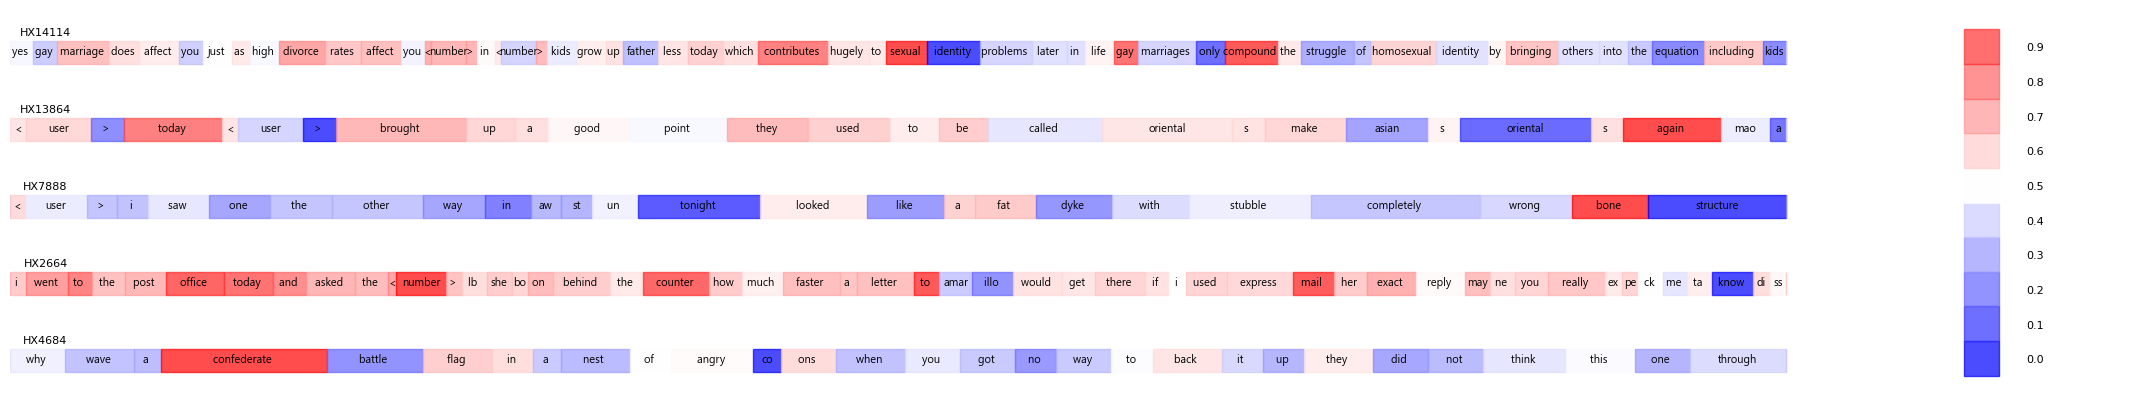 HX14114
yes gay marriage does affect you just as high divorce rates affect you <number> in <number> kids grow up father less today which contributes hugely to sexual identity problems later in life gay marriages only compound the struggle of homosexual identity by bringing others into the equation including kids
HX13864
< user > today < user > brought up a good point they used to be called oriental s make asian s oriental s again mao a
HX7888
< user > i saw one the other way in aw st un tonight looked like a fat dyke with stubble completely wrong bone structure
HX2664
i went to the post office today and asked the < number > lb she bo on behind the counter how much faster a letter to amar illo would get there if i used express mail her exact reply may ne you really ex pe ck me ta know di ss
HX4684
why wave a confederate battle flag in a nest of angry co ons when you got no way to back it up they did not think this one through
0.9
0.8
0.7
0.6
0.5
0.4
0.3
0.2
0.1
0.0